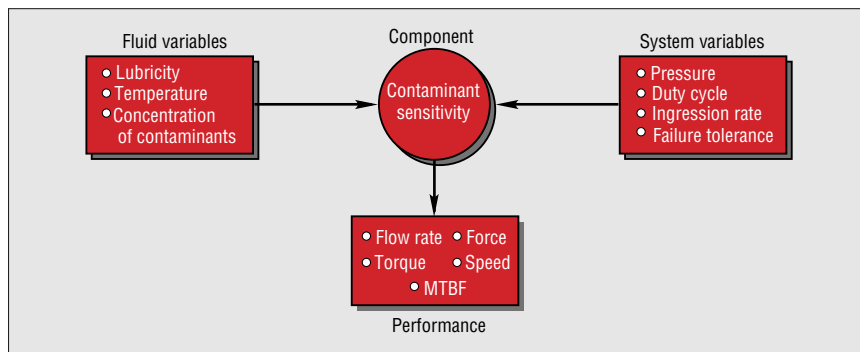 Fluid variables
Lubricity
Temperature
Concentration
of contaminants
Component
Contaminant
sensitivity
System variables
Pressure
Duty cycle
Ingression rate
Failure tolerance
Flow rate
Force
Torque
Speed
MTBF
Performance